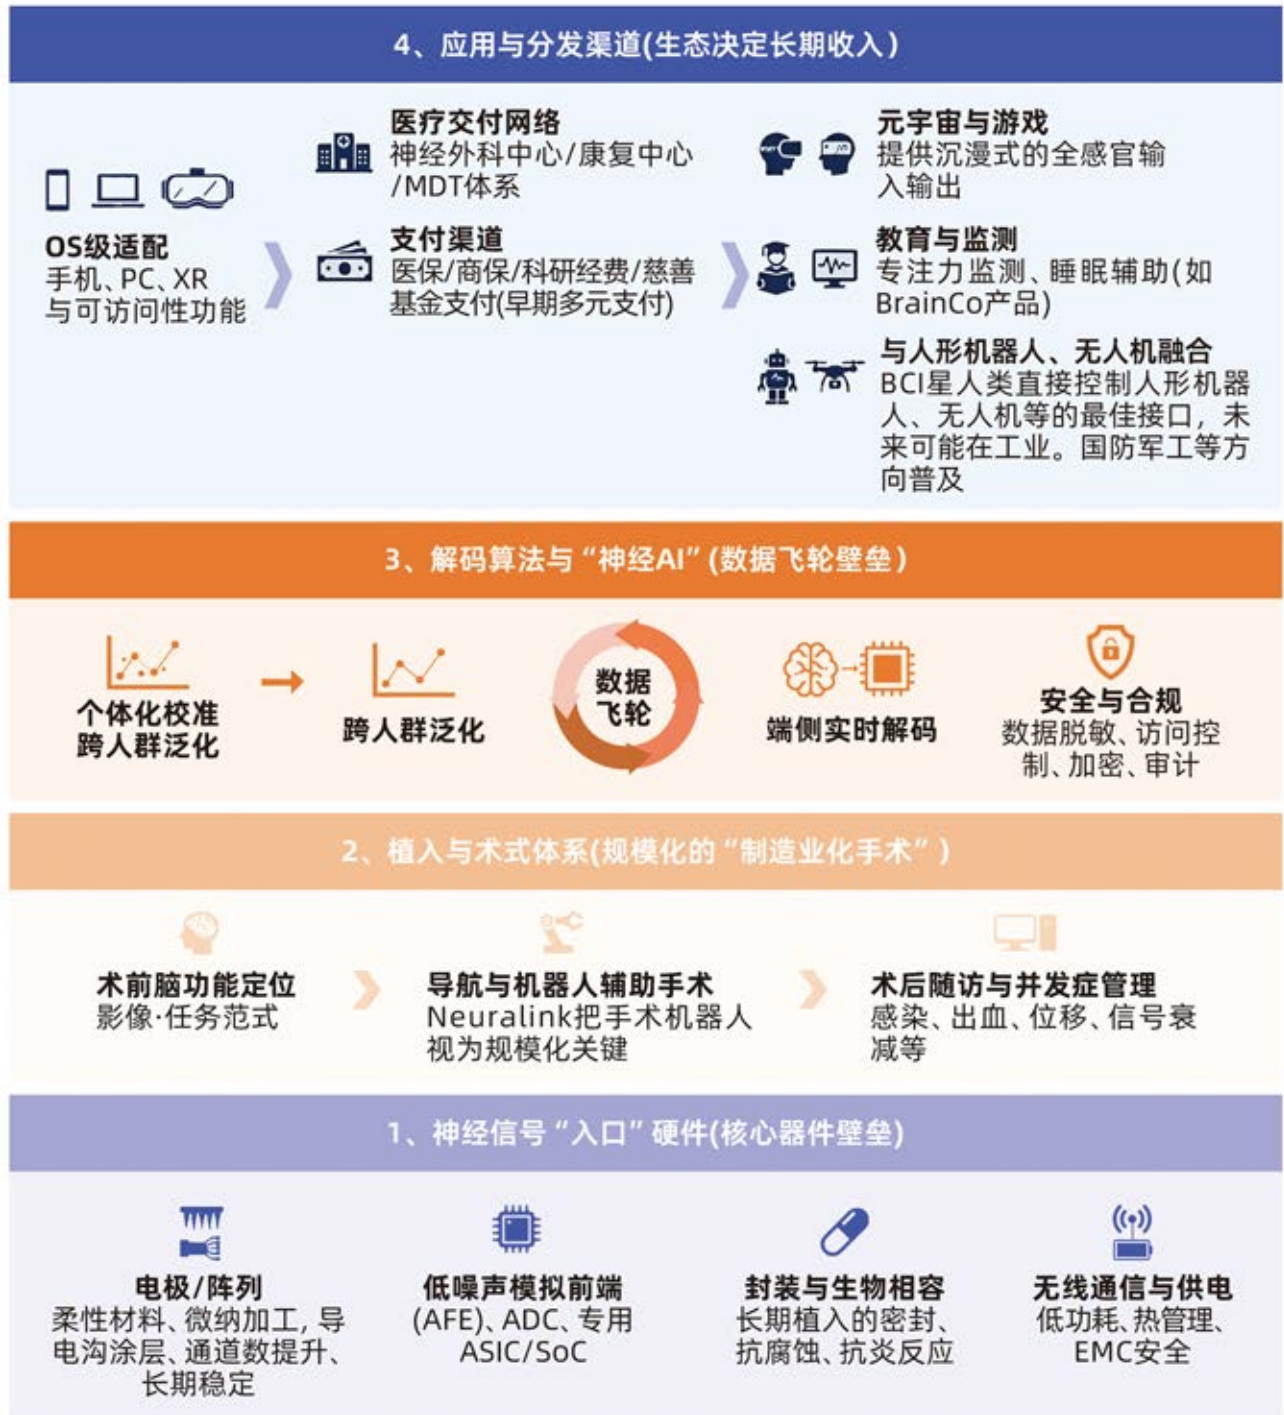 4、应用与分发渠道(生态决定长期收入)
OS级适配
手机、PC、XR
与可访问性功能
医疗交付网络
神经外科中心/康复中心
/MDT体系
支付渠道
医保/商保/科研经费/慈善
基金支付(早期多元支付)
元宇宙与游戏
提供沉漫式的全感官输
入输出
教育与监测
专注力监测、睡眠辅助(如
BrainCo产品)
与人形机器人、无人机融合
BCI星人类直接控制人形机器
人、无人机等的最佳接口，未
来可能在工业。国防军工等方
向普及
3、解码算法与“神经AI”(数据飞轮壁垒)
个体化校准
跨人群泛化
跨人群泛化
数据
飞轮
端侧实时解码
安全与合规
数据脱敏、访问控
制、加密、审计
2、植入与术式体系(规模化的“制造业化手术”)
术前脑功能定位
影像·任务范式
导航与机器人辅助手术
Neuralink把手术机器人
视为规模化关键
术后随访与并发症管理
感染、出血、位移、信号衰
减等
1、神经信号“入口”硬件(核心器件壁垒)
电极/阵列
柔性材料、微纳加工, 导
电沟涂层、通道数提升、
长期稳定
低噪声模拟前端
(AFE)、ADC、专用
ASIC/SoC
封装与生物相容
长期植入的密封、
抗腐蚀、抗炎反应
无线通信与供电
低功耗、热管理、
EMC安全